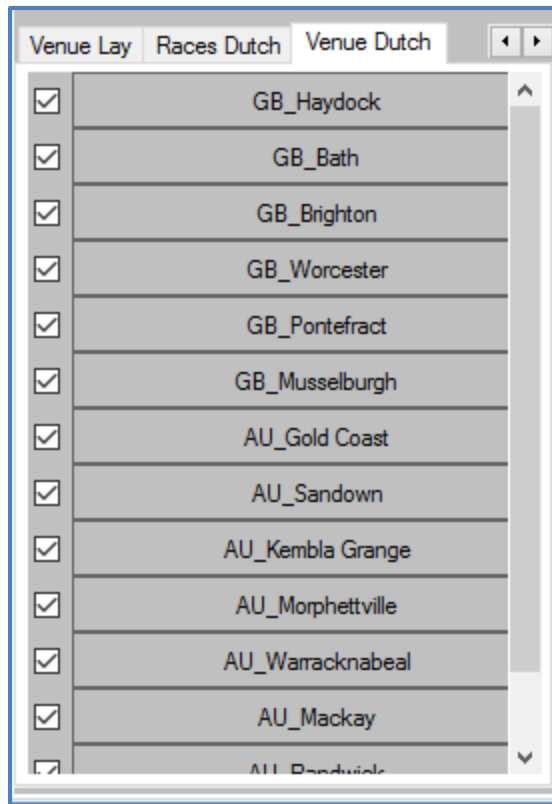 Venue Lay Races Dutch Venue Dutch
GB_Haydock
GB_Bath
GB_Brighton
GB_Worcester
GB_Pontefract
GB_Musselburgh
AU_Gold Coast
AU_Sandown
AU_Kembla Grange
AU_Morphettville
AU_Warracknabeal
AU_Mackay
AU_Randwick